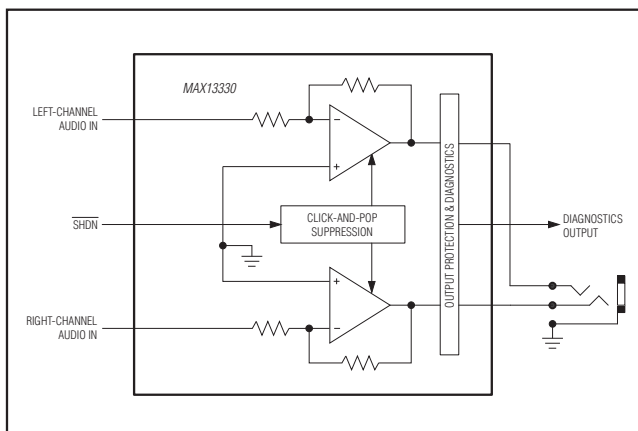 MAX13330
LEFT-CHANNEL
AUDIO IN
−
+
SHDN
CLICK-AND-POP
SUPPRESSION
OUTPUT PROTECTION & DIAGNOSTICS
DIAGNOSTICS
OUTPUT
+
−
RIGHT-CHANNEL
AUDIO IN